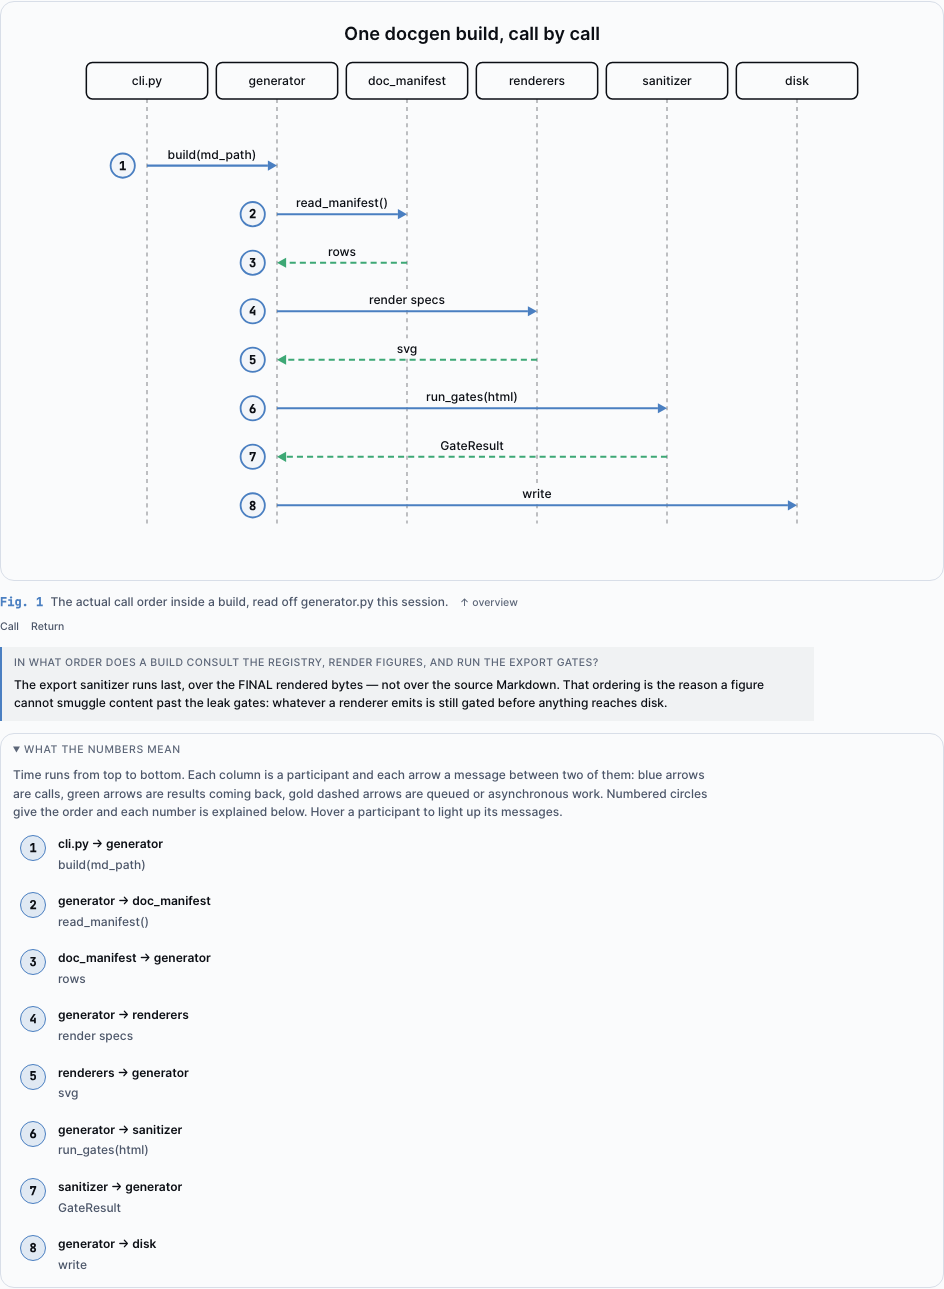 One docgen build, call by call
cli.py
generator
doc_manifest
renderers
sanitizer
disk
1
build(md_path)
2
read_manifest()
3
rows
4
render specs
5
svg
6
run_gates(html)
7
GateResult
8
write
Fig. 1 The actual call order inside a build, read off generator.py this session. ↑ overview
Call Return
IN WHAT ORDER DOES A BUILD CONSULT THE REGISTRY, RENDER FIGURES, AND RUN THE EXPORT GATES?
The export sanitizer runs last, over the FINAL rendered bytes — not over the source Markdown. That ordering is the reason a figure
cannot smuggle content past the leak gates: whatever a renderer emits is still gated before anything reaches disk.
▼ WHAT THE NUMBERS MEAN
Time runs from top to bottom. Each column is a participant and each arrow a message between two of them: blue arrows
are calls, green arrows are results coming back, gold dashed arrows are queued or asynchronous work. Numbered circles
give the order and each number is explained below. Hover a participant to light up its messages.
1 cli.py → generator
build(md_path)
2 generator → doc_manifest
read_manifest()
3 doc_manifest → generator
rows
4 generator → renderers
render specs
5 renderers → generator
svg
6 generator → sanitizer
run_gates(html)
7 sanitizer → generator
GateResult
8 generator → disk
write